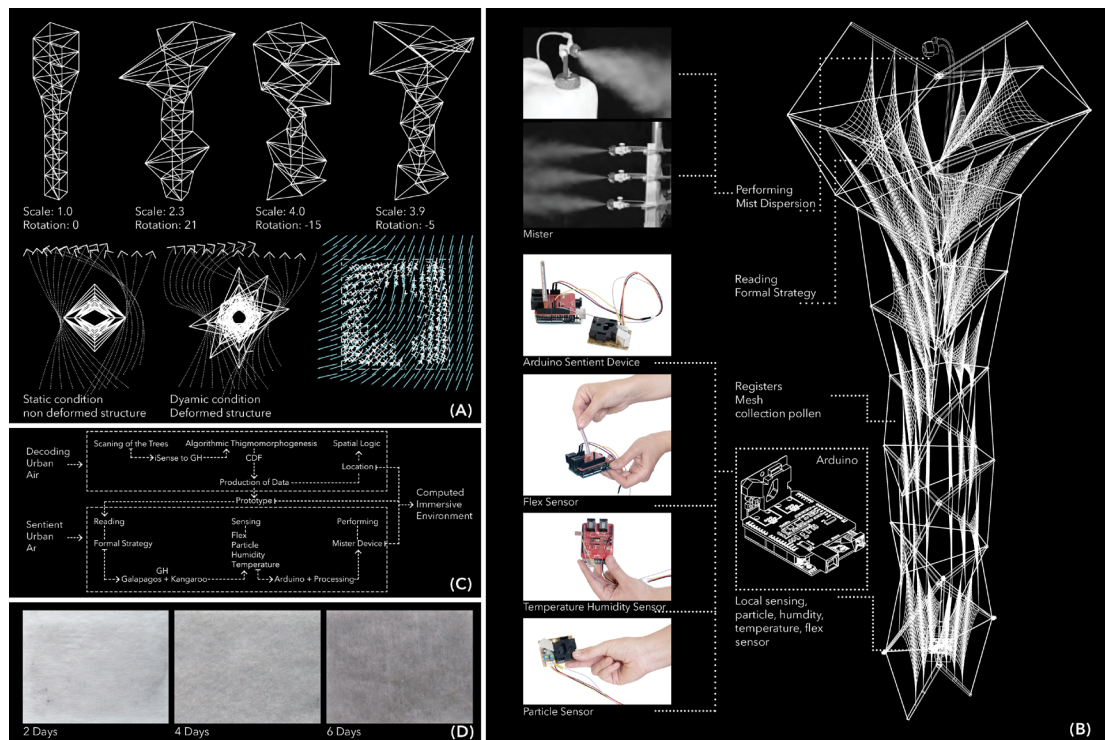 Scale: 1.0
Rotation: 0
Scale: 2.3
Rotation: 21
Scale: 4.0
Rotation: -15
Scale: 3.9
Rotation: -5
Static condition
non deformed structure
Dyamic condition
Deformed structure
(A)
Decoding
Urban
Air
Scaning of the Trees
Algorithmic Thigmomorphogenesis
Spatial Logic
iSense to GH
CDF
Location
Production of Data
Prototype
Computed
Immersive
Environment
Sentient
Urban
Ar
Reading
Sensing
Performing
Formal Strategy
Flex
Particle
Humidity
Temperature
Mister Device
GH
Galapagos + Kangaroo
Arduino + Processing
(C)
2 Days
4 Days
6 Days
(D)
Mister
Arduino Sentient Device
Flex Sensor
Temperature Humidity Sensor
Particle Sensor
Performing
Mist Dispersion
Reading
Formal Strategy
Registers
Mesh
collection pollen
Arduino
Local sensing,
particle, humdity,
temperature, flex
sensor
(B)